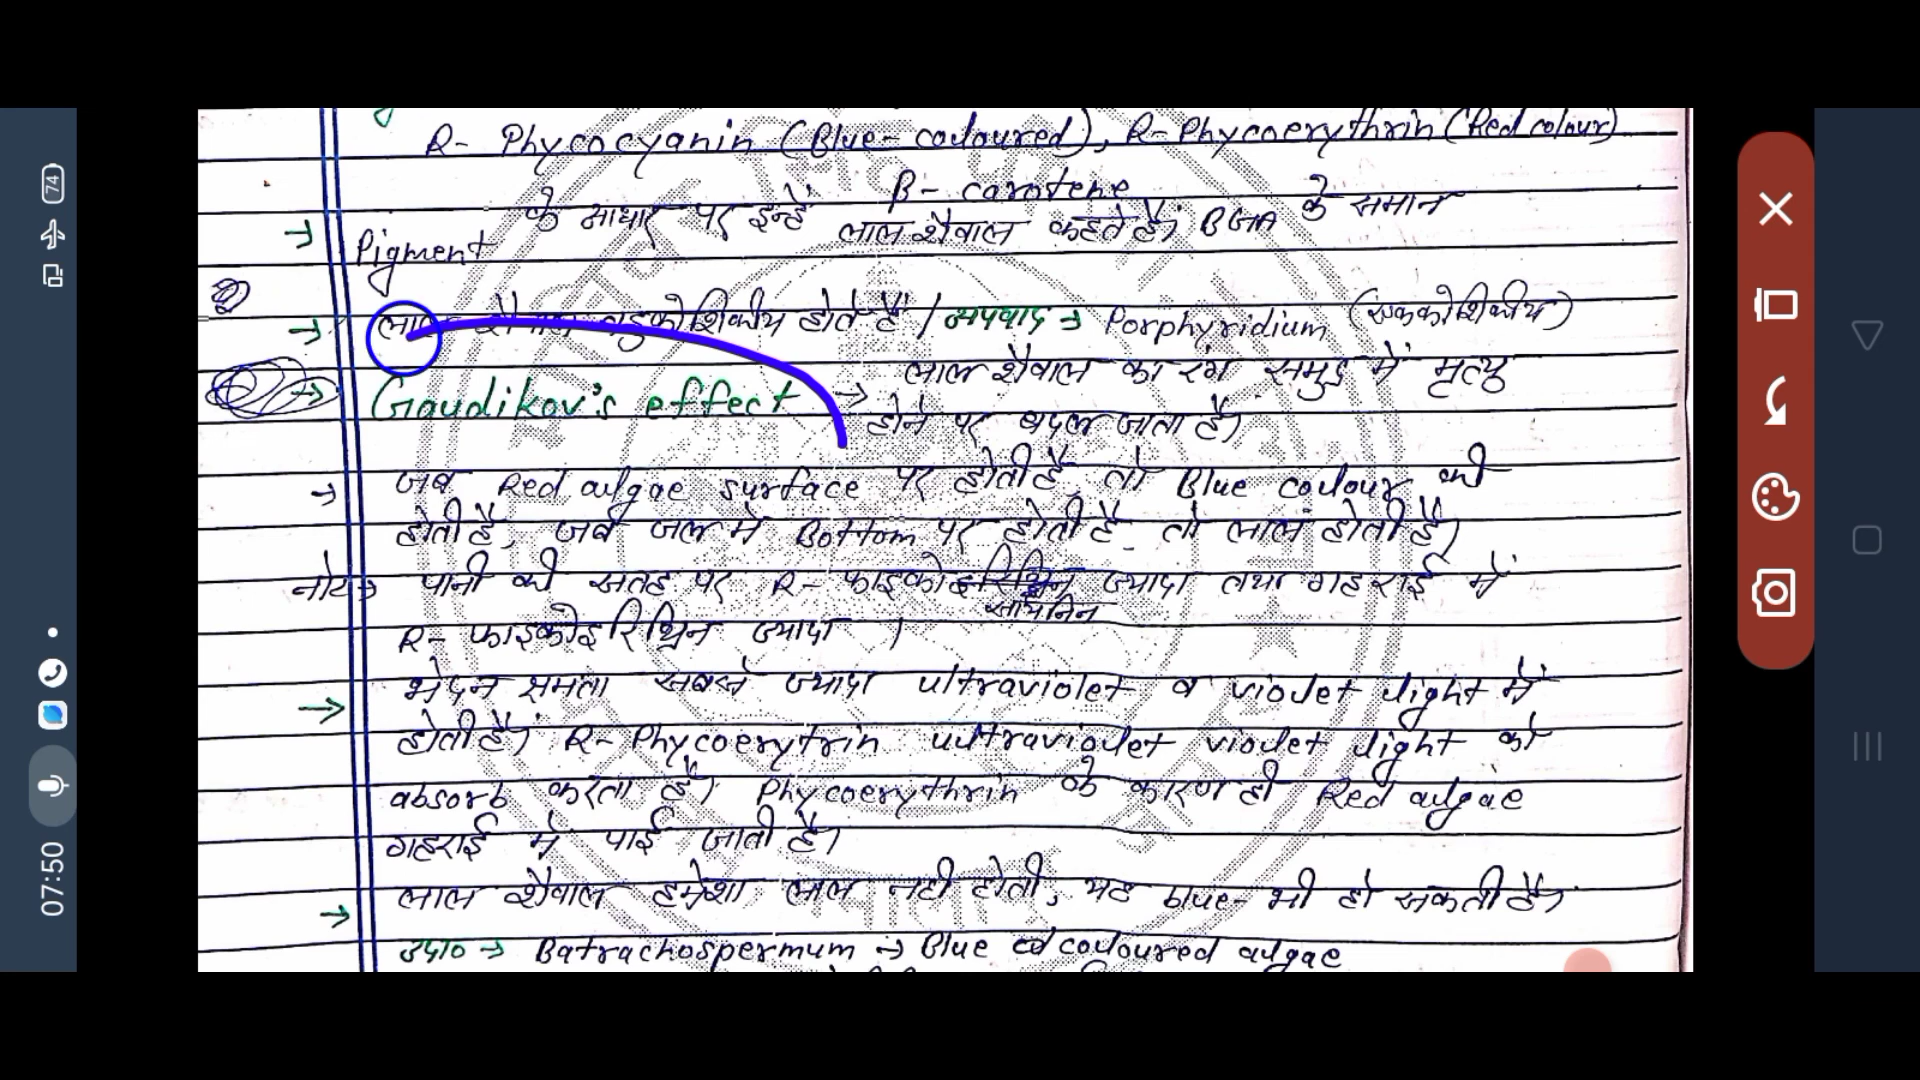 R- Phycocyanin (Blue-coloured), R-Phycoerythrin (Red colour)
B- carotene
→ Pigment के आधार पर इन्हें लाल शैवाल कहते हैं। BGA के समान
→ लाल शैवाल बहुकोशिकीय होते हैं। अपवाद → Porphyridium (एककोशिकीय)
→ Gaudikov's effect → लाल शैवाल का रंग समुद्र में मृत्यु
होने पर बदल जाता है।
→ जब Red algae surface पर होती है, तो Blue colour की
होती है, जब जल में Bottom पर होती है तो लाल होती है।
नोट→ पानी की सतह पर R- फाइकोसायनिन ज्यादा तथा गहराई में
R- फाइकोइरिथ्रिन ज्यादा ।
→ भेदन क्षमता सबसे ज्यादा ultraviolet व violet light में
होती है। R-Phycoerytrin ultraviolet violet light को
absorb करता है। Phycoerythrin के कारण ही Red algae
गहराई में पाई जाती है।
→ लाल शैवाल हमेशा लाल नही होती, यह blue भी हो सकती है।
उदा० → Batrachospermum → Blue coloured algae
74
07:50